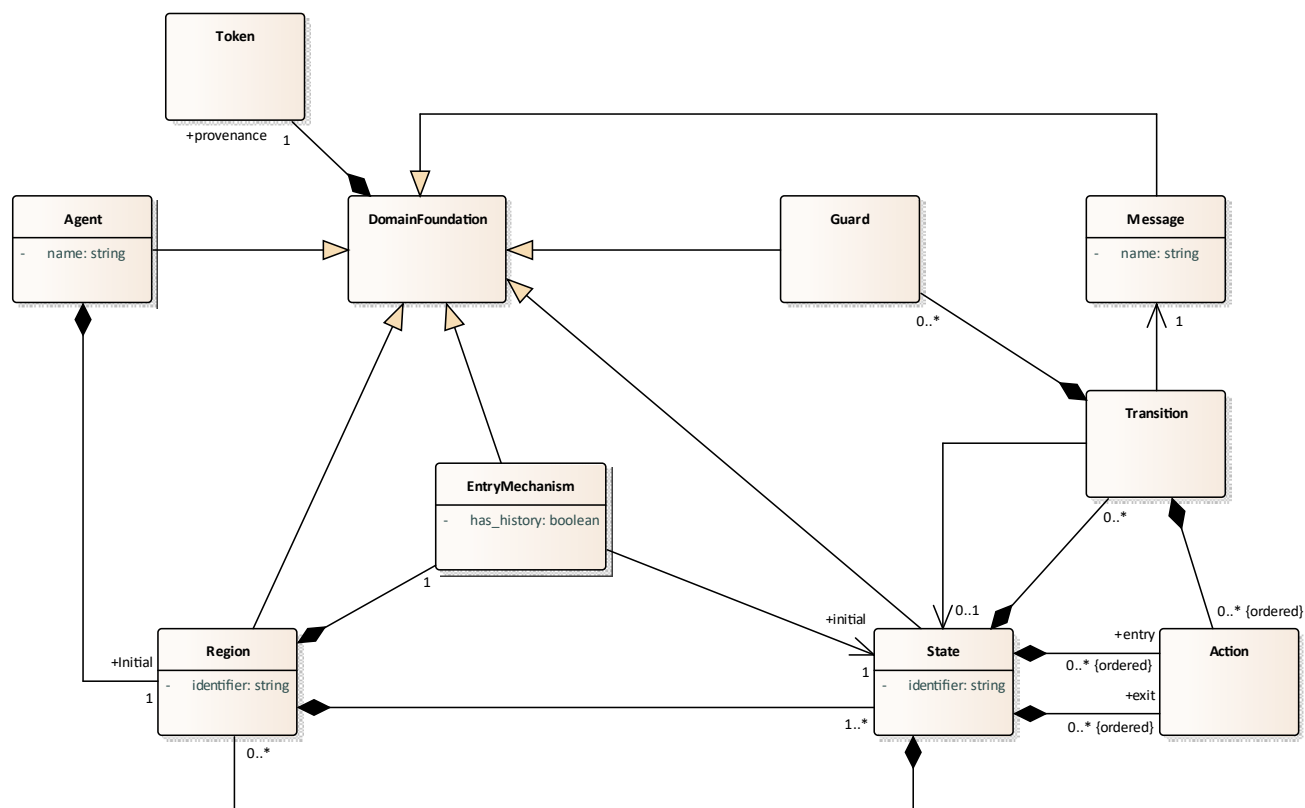 Token
+provenance
1
Agent
- name: string
DomainFoundation
Guard
Message
- name: string
0..*
1
Transition
EntryMechanism
- has_history: boolean
0..*
1
+initial
0..1
0..* {ordered}
+Initial
1
Region
- identifier: string
1
State
- identifier: string
+entry
0..* {ordered}
+exit
0..* {ordered}
Action
1..*
0..*